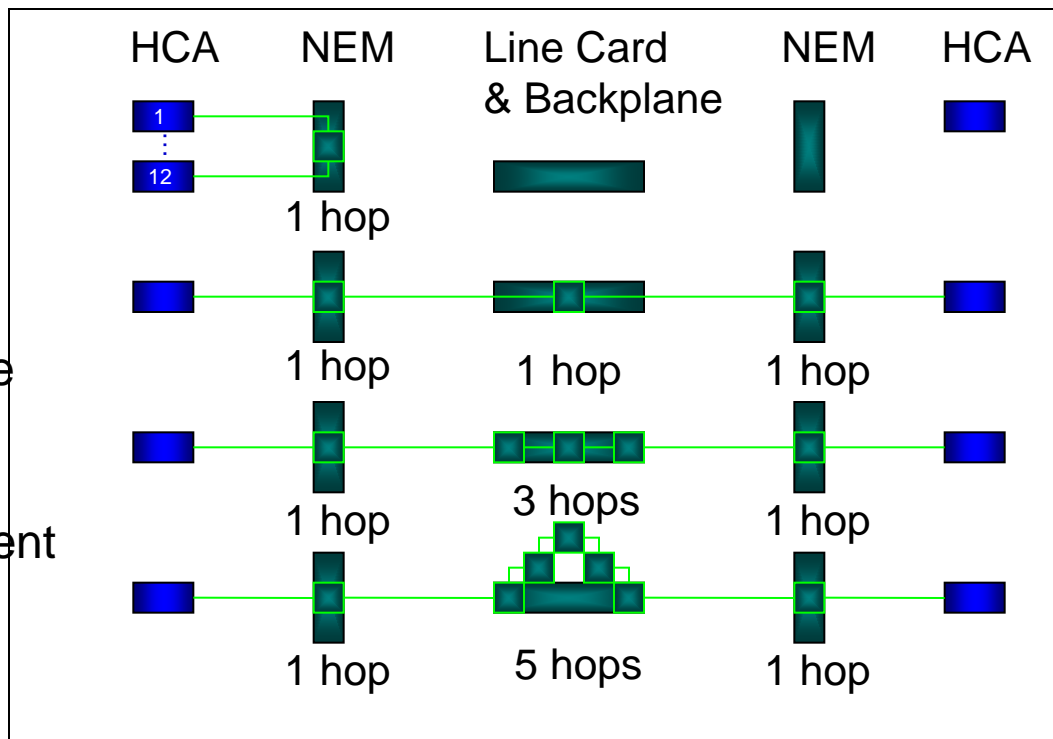 HCA NEM Line Card NEM HCA
& Backplane
1
12
1 hop
1 hop 1 hop 1 hop
1 hop 3 hops 1 hop
1 hop 5 hops 1 hop